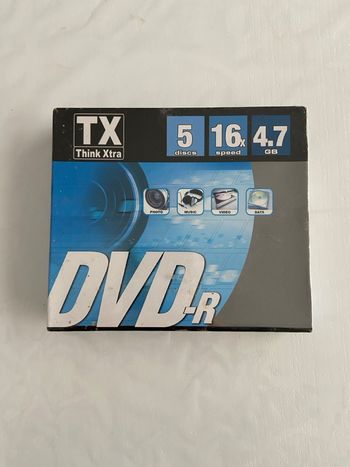 TX
Think Xtra
5
discs
16x
speed
4.7
GB
PHOTO
MUSIC
VIDEO
DATA
DVD-R